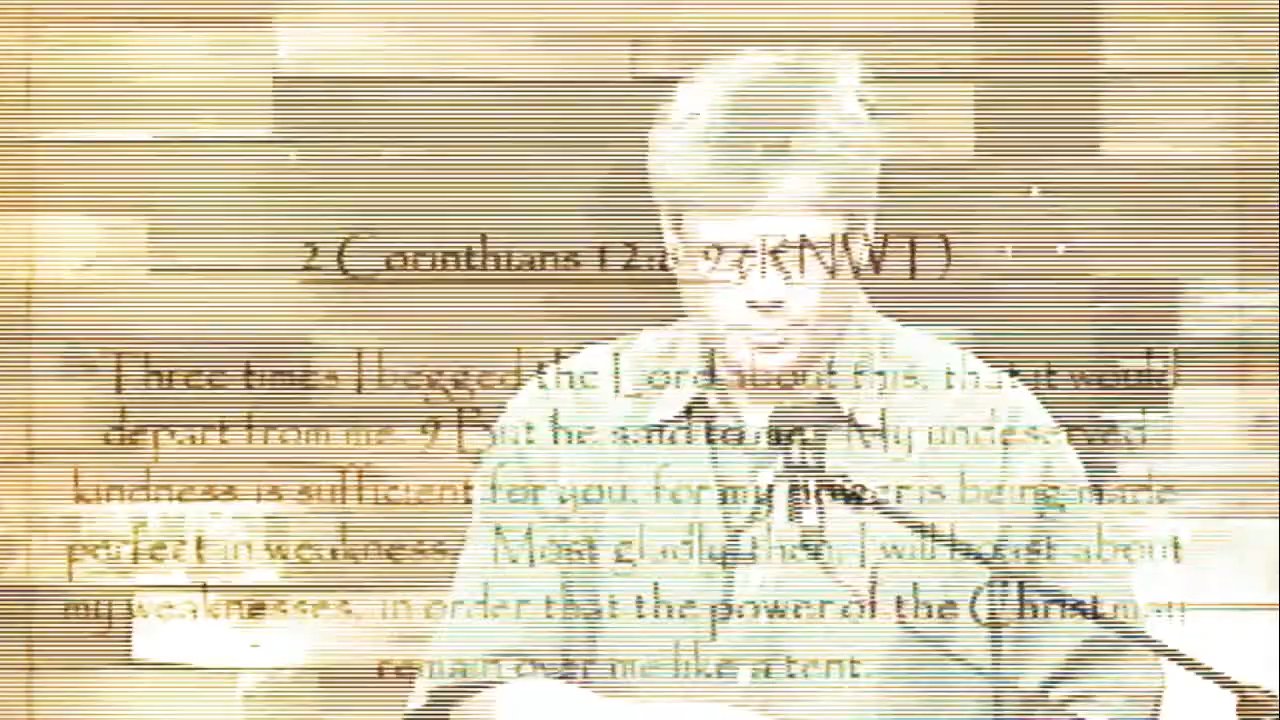 2 Corinthians 12:8, 9 (RNWT)
Three times I begged the Lord about this, that it would
depart from me. 9 But he said to me: My undeserved
kindness is sufficient for you, for my power is being made
perfect in weakness. Most gladly, then, I will boast about
my weaknesses, in order that the power of the Christ may
remain over me like a tent.